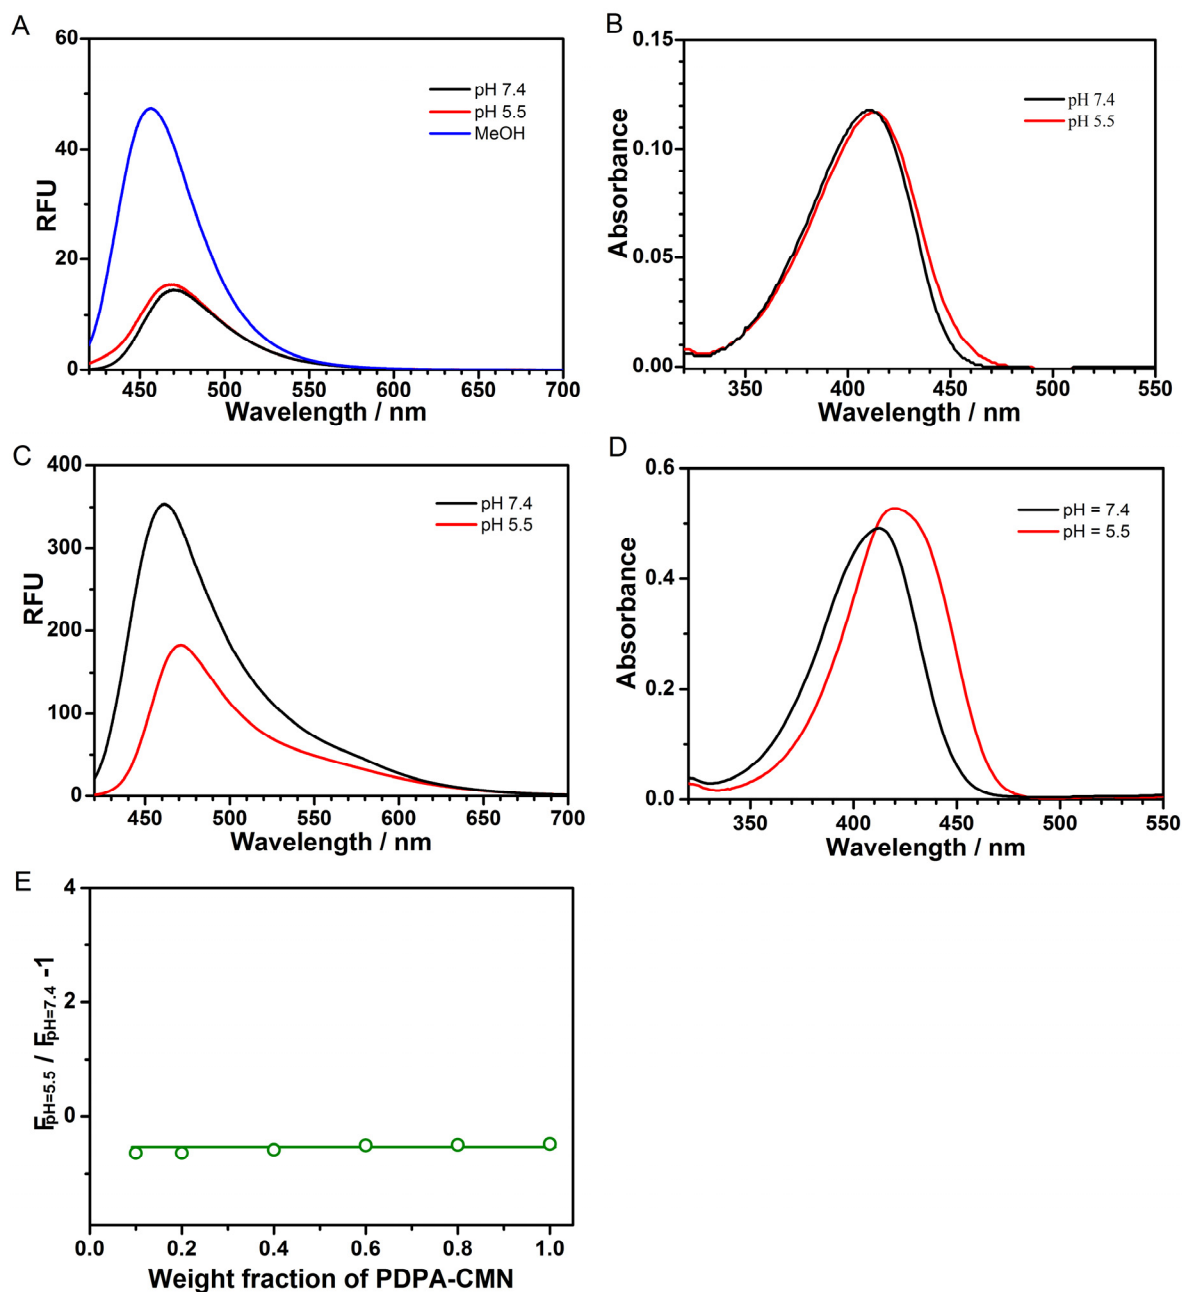 A
60
40
20
0
RFU
pH 7.4
pH 5.5
MeOH
450 500 550 600 650 700
Wavelength / nm
B
0.15
0.10
0.05
0.00
Absorbance
pH 7.4
pH 5.5
350 400 450 500 550
Wavelength / nm
C
400
300
200
100
0
RFU
pH 7.4
pH 5.5
450 500 550 600 650 700
Wavelength / nm
D
0.6
0.4
0.2
0.0
Absorbance
pH = 7.4
pH = 5.5
350 400 450 500 550
Wavelength / nm
E
4
2
0
FpH=5.5 / FpH=7.4 -1
0.0 0.2 0.4 0.6 0.8 1.0
Weight fraction of PDPA-CMN